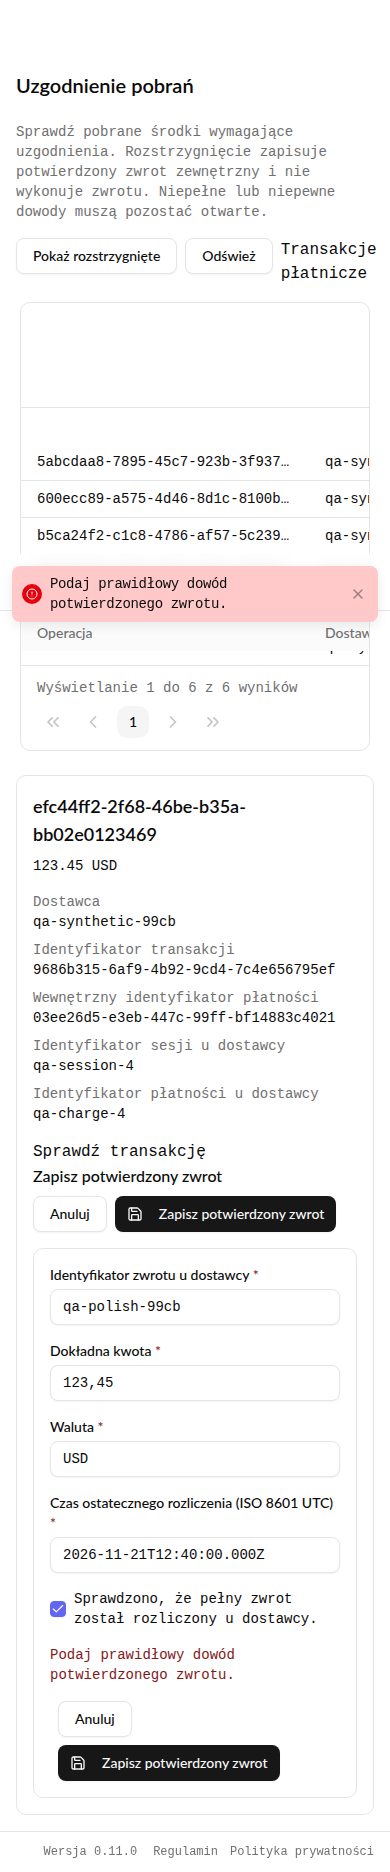 Uzgodnienie pobrań
Sprawdź pobrane środki wymagające
uzgodnienia. Rozstrzygnięcie zapisuje
potwierdzony zwrot zewnętrzny i nie
wykonuje zwrotu. Niepełne lub niepewne
dowody muszą pozostać otwarte.
Pokaż rozstrzygnięte
Odśwież
Transakcje
płatnicze
5abcdaa8-7895-45c7-923b-3f937… qa-syn
600ecc89-a575-4d46-8d1c-8100b… qa-syn
b5ca24f2-c1c8-4786-af57-5c239… qa-syn
Podaj prawidłowy dowód
potwierdzonego zwrotu.
Operacja Dostaw
Wyświetlanie 1 do 6 z 6 wyników
1
efc44ff2-2f68-46be-b35a-
bb02e0123469
123.45 USD
Dostawca
qa-synthetic-99cb
Identyfikator transakcji
9686b315-6af9-4b92-9cd4-7c4e656795ef
Wewnętrzny identyfikator płatności
03ee26d5-e3eb-447c-99ff-bf14883c4021
Identyfikator sesji u dostawcy
qa-session-4
Identyfikator płatności u dostawcy
qa-charge-4
Sprawdź transakcję
Zapisz potwierdzony zwrot
Anuluj
Zapisz potwierdzony zwrot
Identyfikator zwrotu u dostawcy *
qa-polish-99cb
Dokładna kwota *
123,45
Waluta *
USD
Czas ostatecznego rozliczenia (ISO 8601 UTC)
*
2026-11-21T12:40:00.000Z
Sprawdzono, że pełny zwrot
został rozliczony u dostawcy.
Podaj prawidłowy dowód
potwierdzonego zwrotu.
Anuluj
Zapisz potwierdzony zwrot
Wersja 0.11.0 Regulamin Polityka prywatności